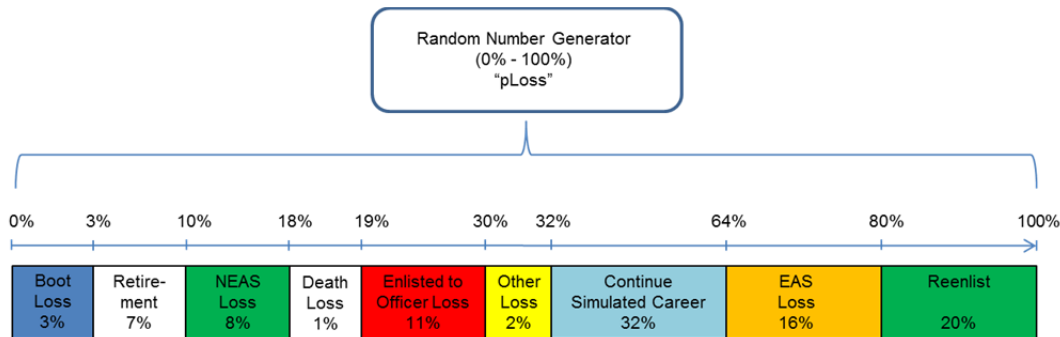 Random Number Generator
(0% - 100%)
“pLoss”
0% 3% 10% 18% 19% 30% 32% 64% 80% 100%
Boot
Loss
3%
Retire-
ment
7%
NEAS
Loss
8%
Death
Loss
1%
Enlisted to
Officer Loss
11%
Other
Loss
2%
Continue
Simulated Career
32%
EAS
Loss
16%
Reenlist
20%